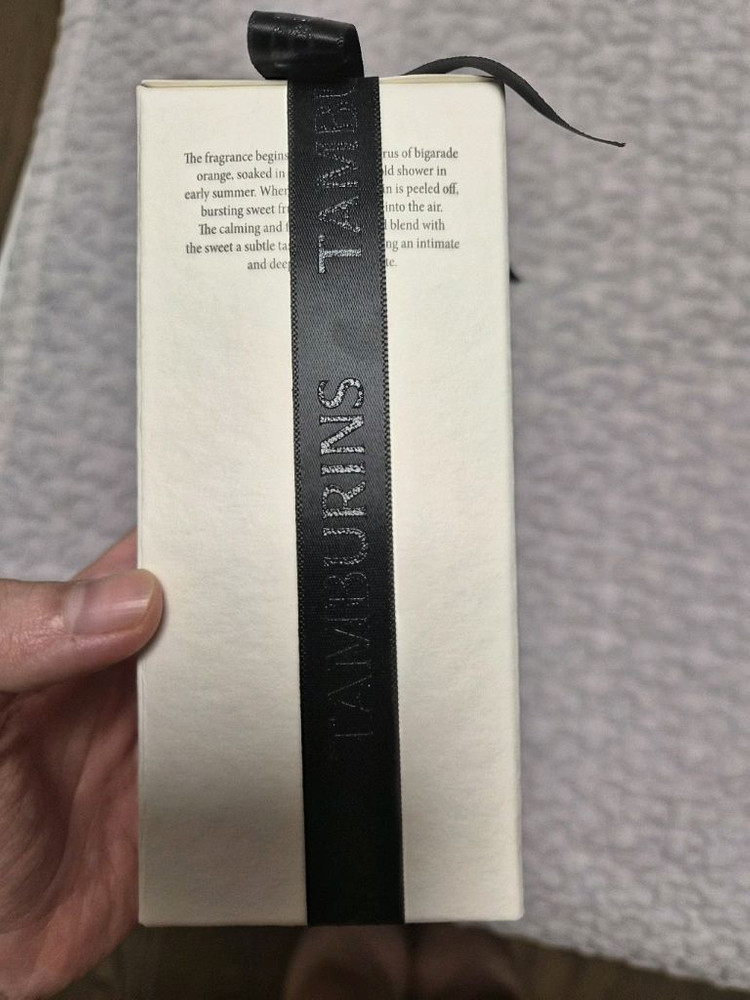 The fragrance begins rus of bigarade
orange, soaked in ld shower in
early summer. When n is peeled off,
bursting sweet fr into the air.
The calming and f l blend with
the sweet a subtle ta ng an intimate
and deep te.
TAMBU
TAMBURINS